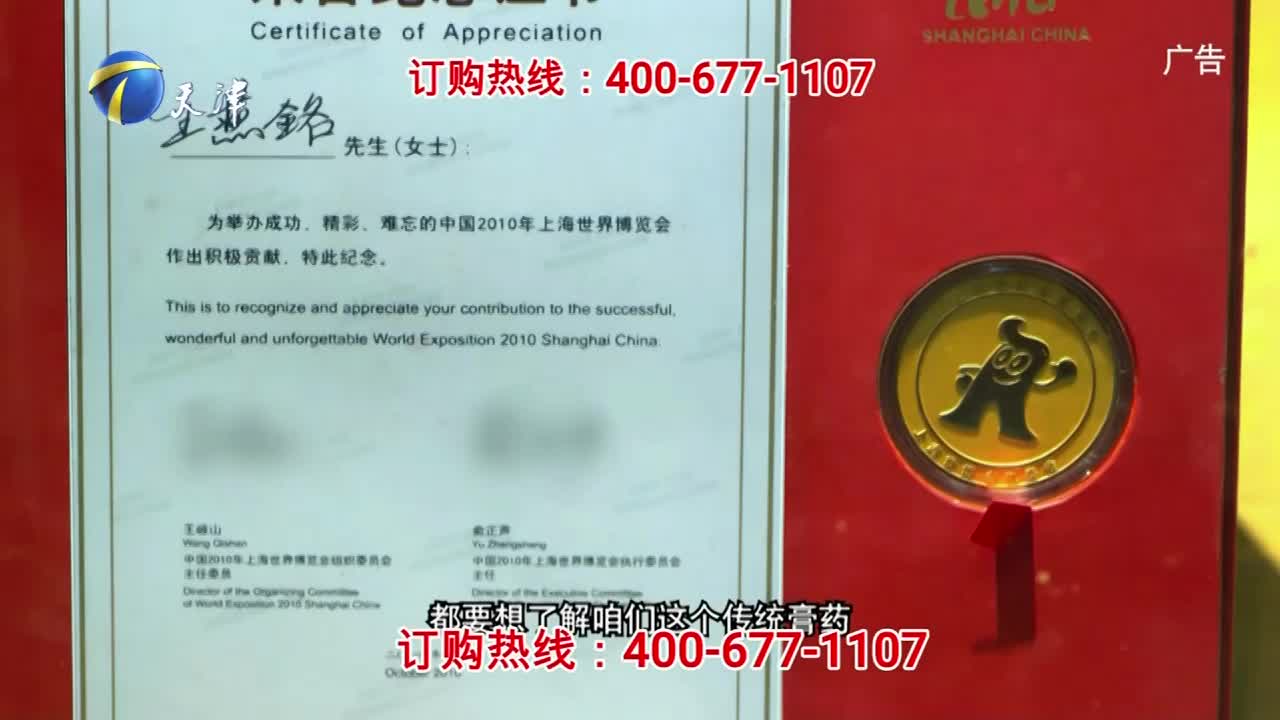 Certificate of Appreciation
SHANGHAI CHINA
广告
订购热线：400-677-1107
天津
先生(女士)：
为举办成功、精彩、难忘的中国2010年上海世界博览会
作出积极贡献，特此纪念。
This is to recognize and appreciate your contribution to the successful,
wonderful and unforgettable World Exposition 2010 Shanghai China.
王岐山
Wang Qishan
中国2010年上海世界博览会组织委员会
主任委员
Director of the Organizing Committee
of World Exposition 2010 Shanghai China
俞正声
Yu Zhengsheng
中国2010年上海世界博览会执行委员会
主任
Director of the Executive Committee
都要想了解咱们这个传统膏药
订购热线：400-677-1107
October 2010